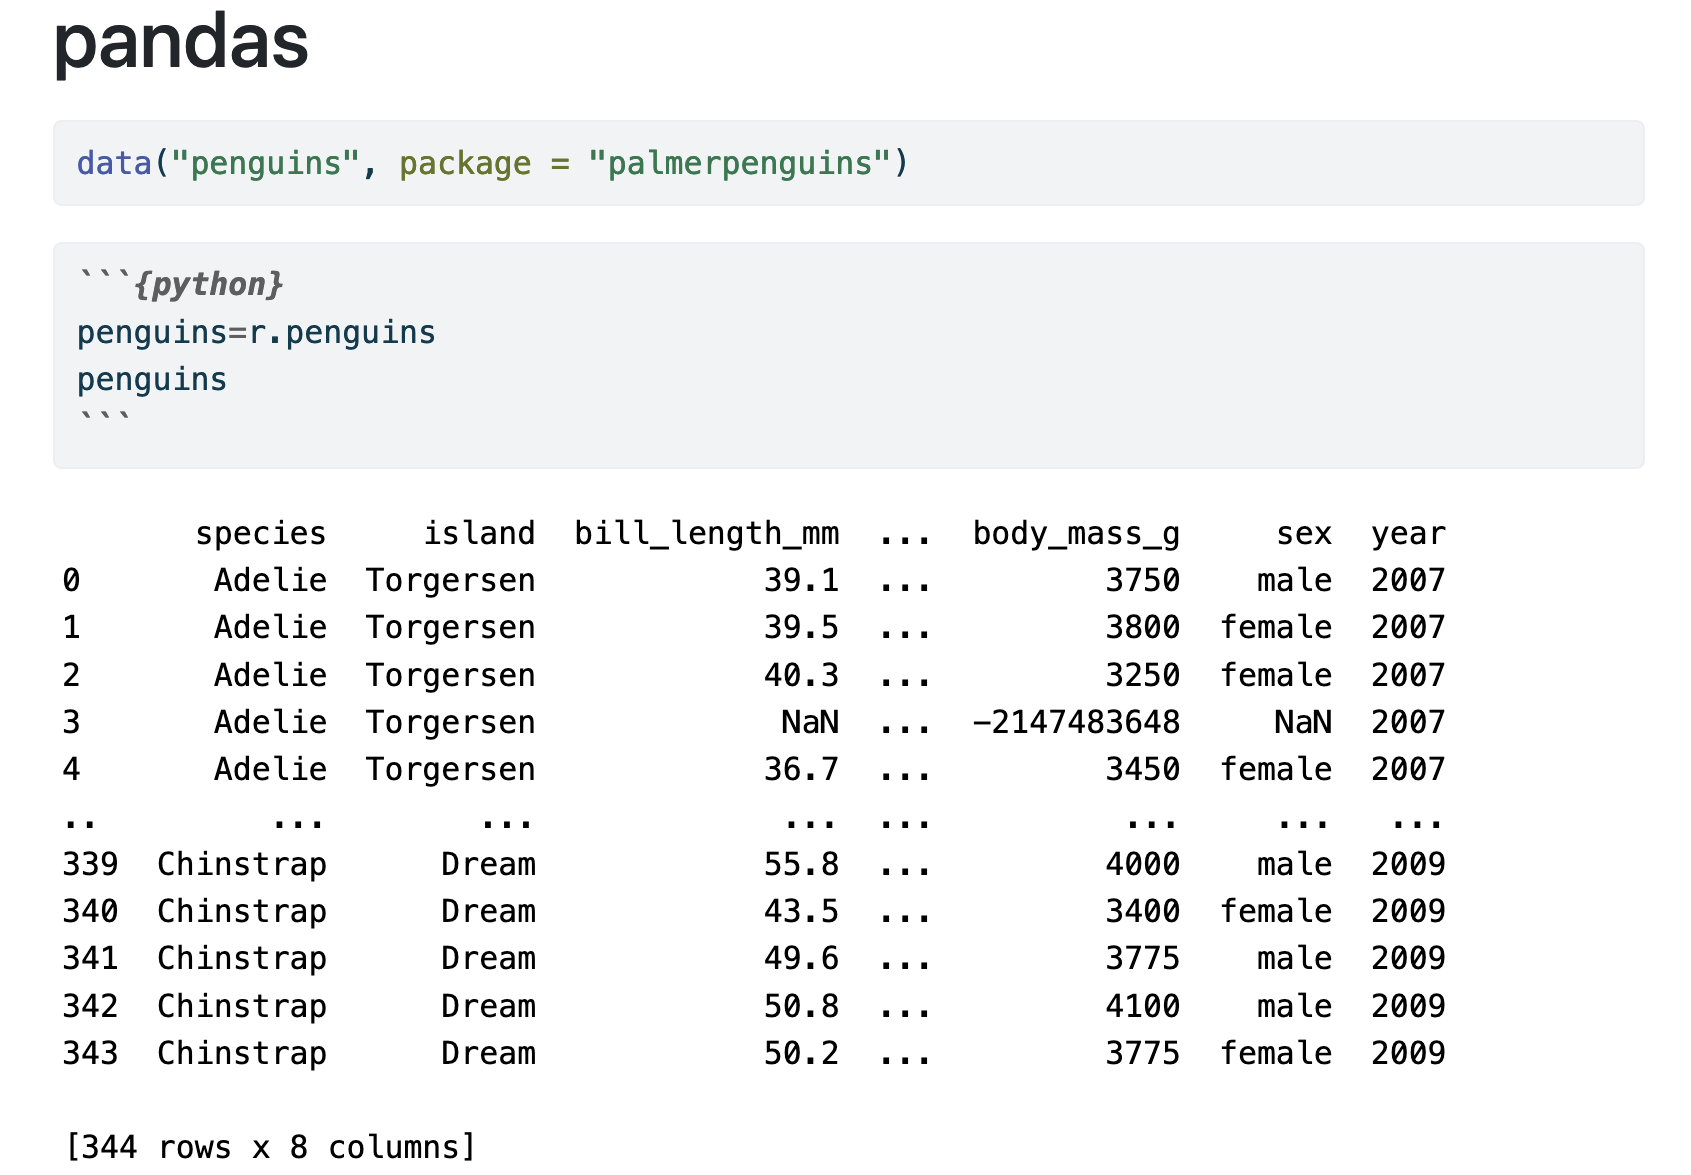 pandas
data("penguins", package = "palmerpenguins")
```{python}
penguins=r.penguins
penguins
```
species island bill_length_mm ... body_mass_g sex year
0 Adelie Torgersen 39.1 ... 3750 male 2007
1 Adelie Torgersen 39.5 ... 3800 female 2007
2 Adelie Torgersen 40.3 ... 3250 female 2007
3 Adelie Torgersen NaN ... -2147483648 NaN 2007
4 Adelie Torgersen 36.7 ... 3450 female 2007
.. ... ... ... ... ... ... ...
339 Chinstrap Dream 55.8 ... 4000 male 2009
340 Chinstrap Dream 43.5 ... 3400 female 2009
341 Chinstrap Dream 49.6 ... 3775 male 2009
342 Chinstrap Dream 50.8 ... 4100 male 2009
343 Chinstrap Dream 50.2 ... 3775 female 2009
[344 rows x 8 columns]